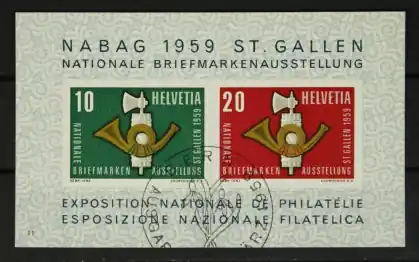 NABAG 1959 ST. GALLEN
NATIONALE BRIEFMARKENAUSSTELLUNG
10 HELVETIA
NATIONALE
ST. GALLEN 1959
BRIEFMARKEN AUSSTELLUNG
20 HELVETIA
NATIONALE
ST. GALLEN 1959
BRIEFMARKEN AUSSTELLUNG
EXPOSITION NATIONALE DE PHILATÉLIE
ESPOSIZIONE NAZIONALE FILATELICA